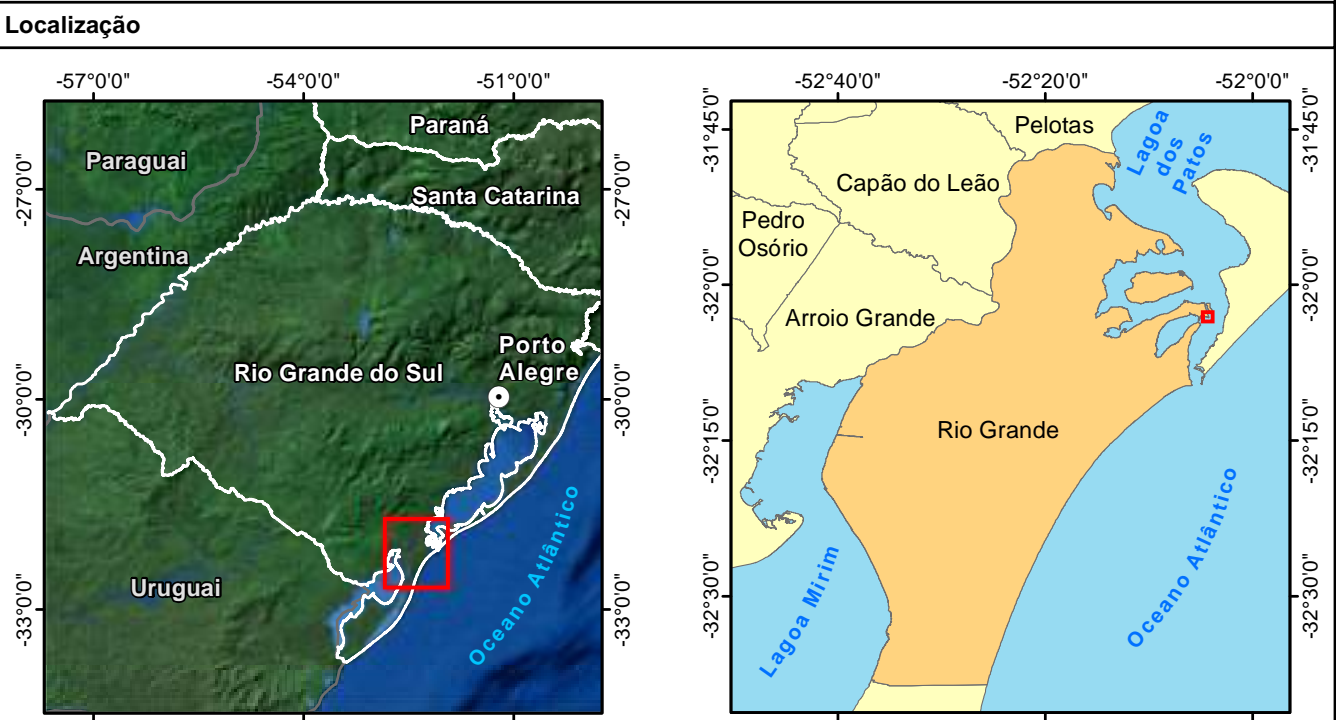 Localização
-57°0'0"
-54°0'0"
-51°0'0"
-27°0'0"
-30°0'0"
-33°0'0"
Paraná
Paraguai
Santa Catarina
Argentina
Porto
Alegre
Rio Grande do Sul
Uruguai
Oceano Atlântico
-52°40'0"
-52°20'0"
-52°0'0"
-31°45'0"
-31°45'0"
-32°0'0"
-32°0'0"
-32°15'0"
-32°15'0"
-32°30'0"
-32°30'0"
Pelotas
Lagoa
dos
Patos
Capão do Leão
Pedro
Osório
Arroio Grande
Rio Grande
Lagoa Mirim
Oceano Atlântico
-27°0'0"
-30°0'0"
-33°0'0"